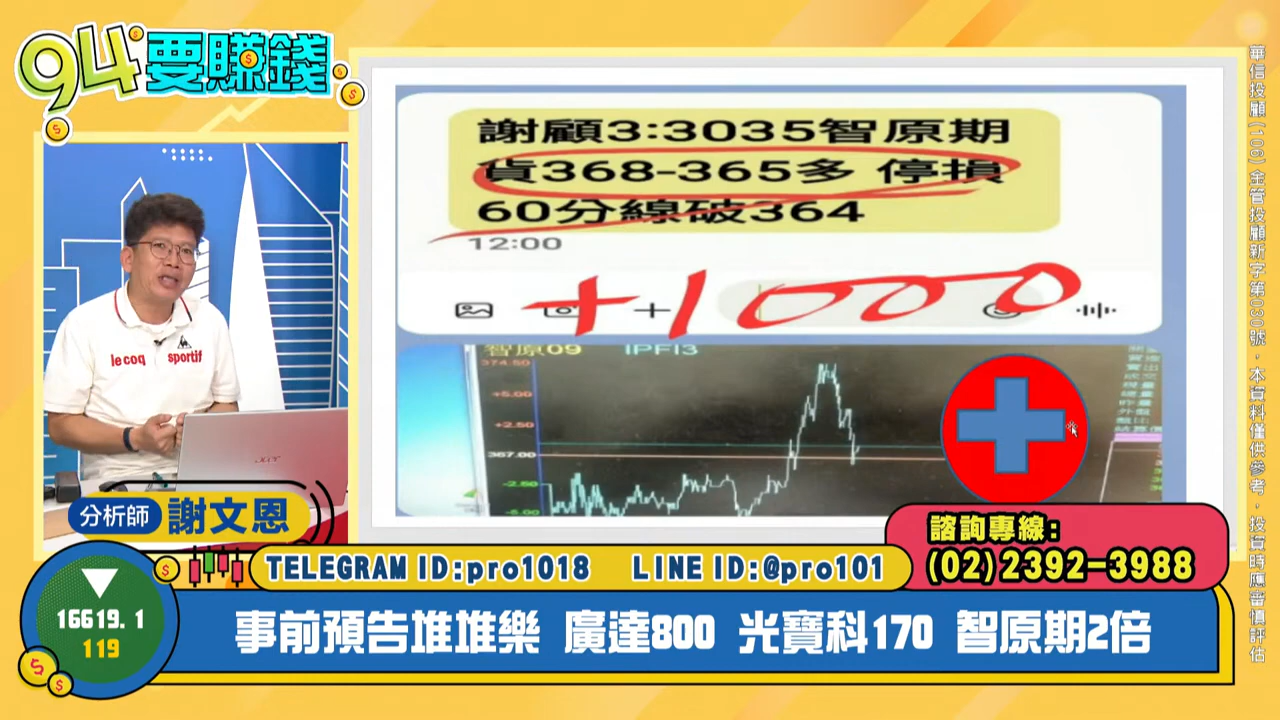 94要賺錢
謝顧3:3035智原期
貨368-365多 停損
60分線破364
12:00
+1000
智原09 IPFI3
374.50
+5.00
+2.50
367.00
-2.50
-5.00
le coq sportif
acer
分析師 謝文恩
諮詢專線:
(02)2392-3988
TELEGRAM ID:pro1018 LINE ID:@pro101
16619.1
119
事前預告堆堆樂 廣達800 光寶科170 智原期2倍
華信投顧(106)金管投顧新字第030號,本資料僅供參考,投資時應審慎評估